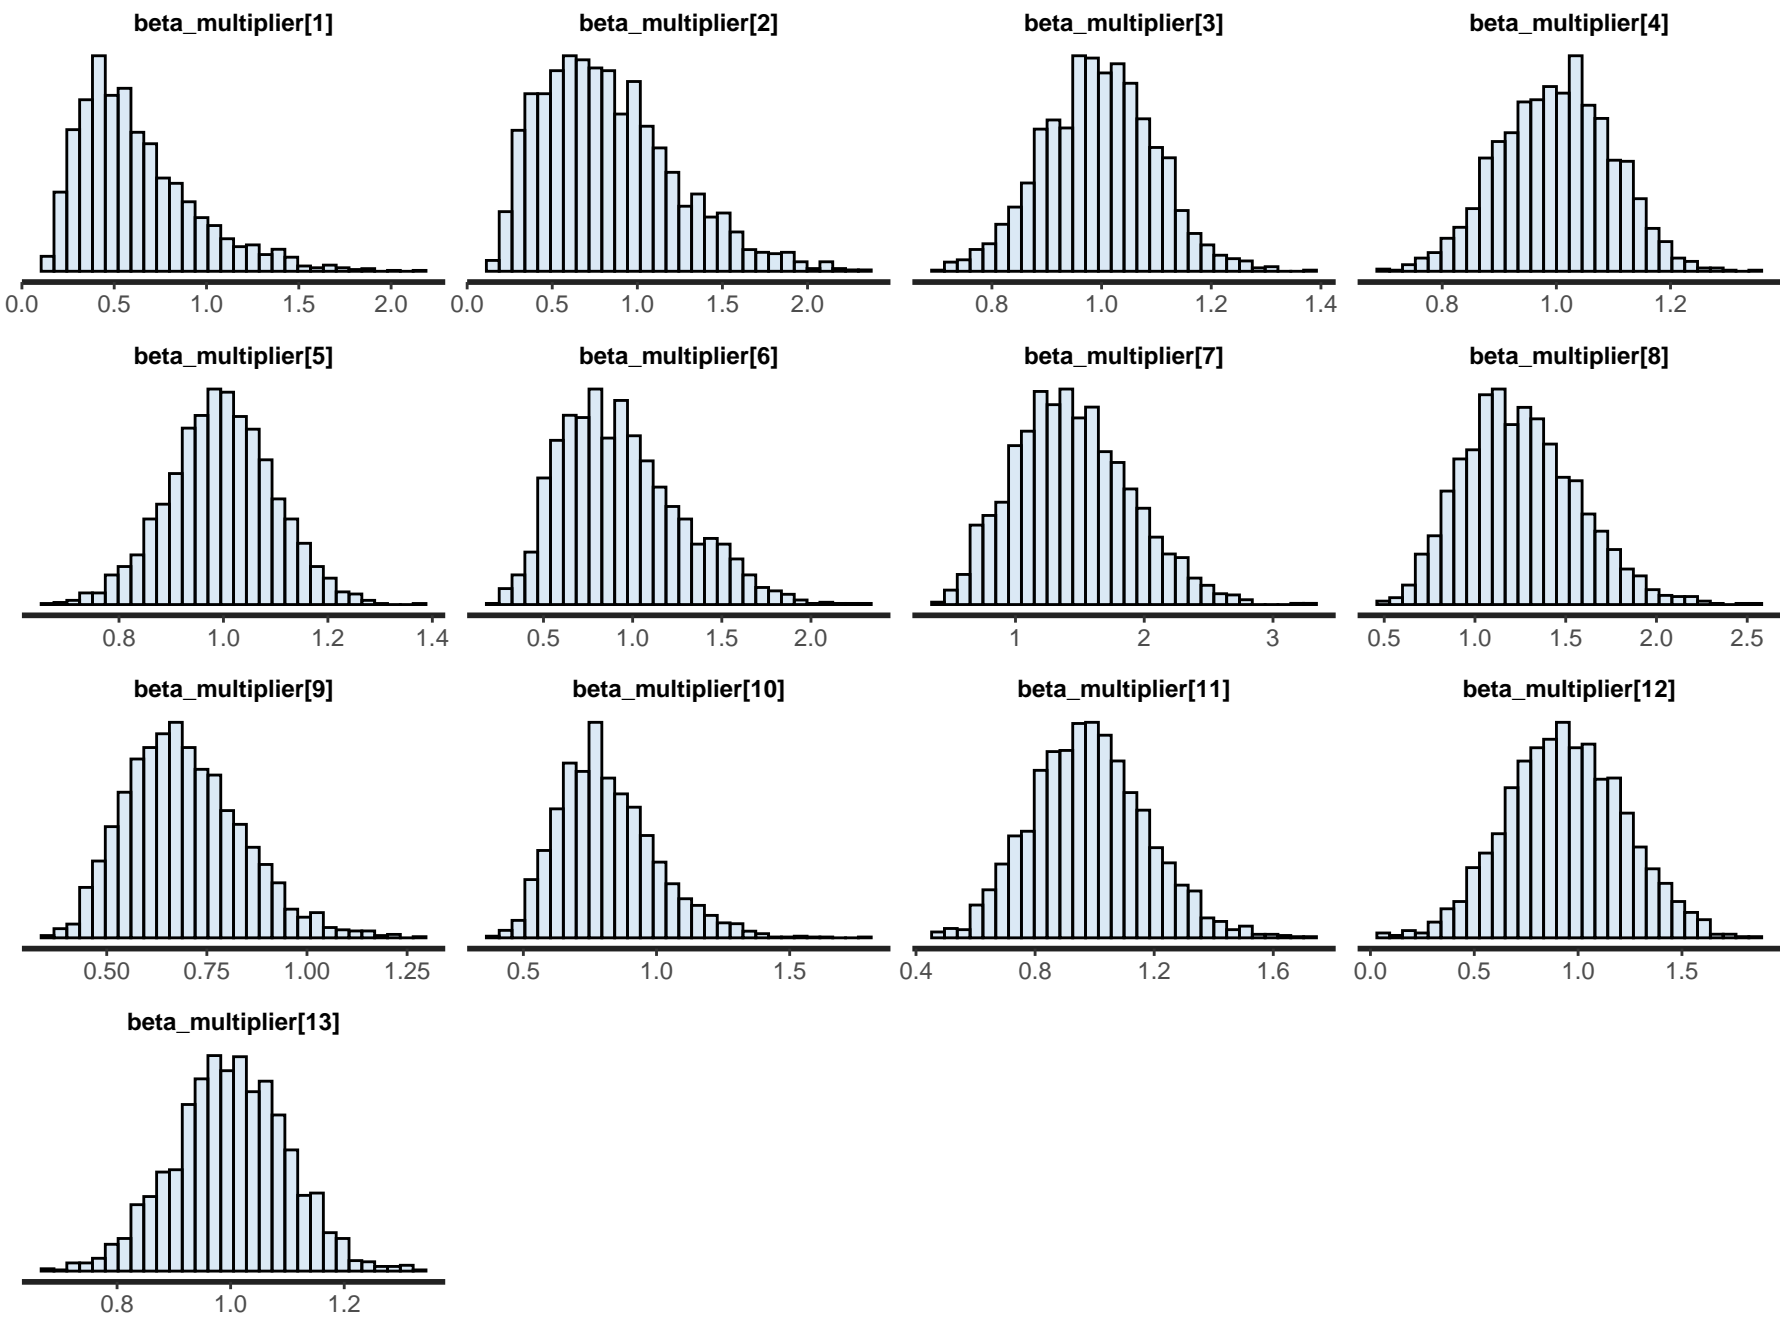 beta_multiplier[1] beta_multiplier[2] beta_multiplier[3] beta_multiplier[4]
0.0 0.5 1.0 1.5 2.0 0.0 0.5 1.0 1.5 2.0 0.8 1.0 1.2 1.4 0.8 1.0 1.2
beta_multiplier[5] beta_multiplier[6] beta_multiplier[7] beta_multiplier[8]
0.8 1.0 1.2 1.4 0.5 1.0 1.5 2.0 1 2 3 0.5 1.0 1.5 2.0 2.5
beta_multiplier[9] beta_multiplier[10] beta_multiplier[11] beta_multiplier[12]
0.50 0.75 1.00 1.25 0.5 1.0 1.5 0.4 0.8 1.2 1.6 0.0 0.5 1.0 1.5
beta_multiplier[13]
0.8 1.0 1.2